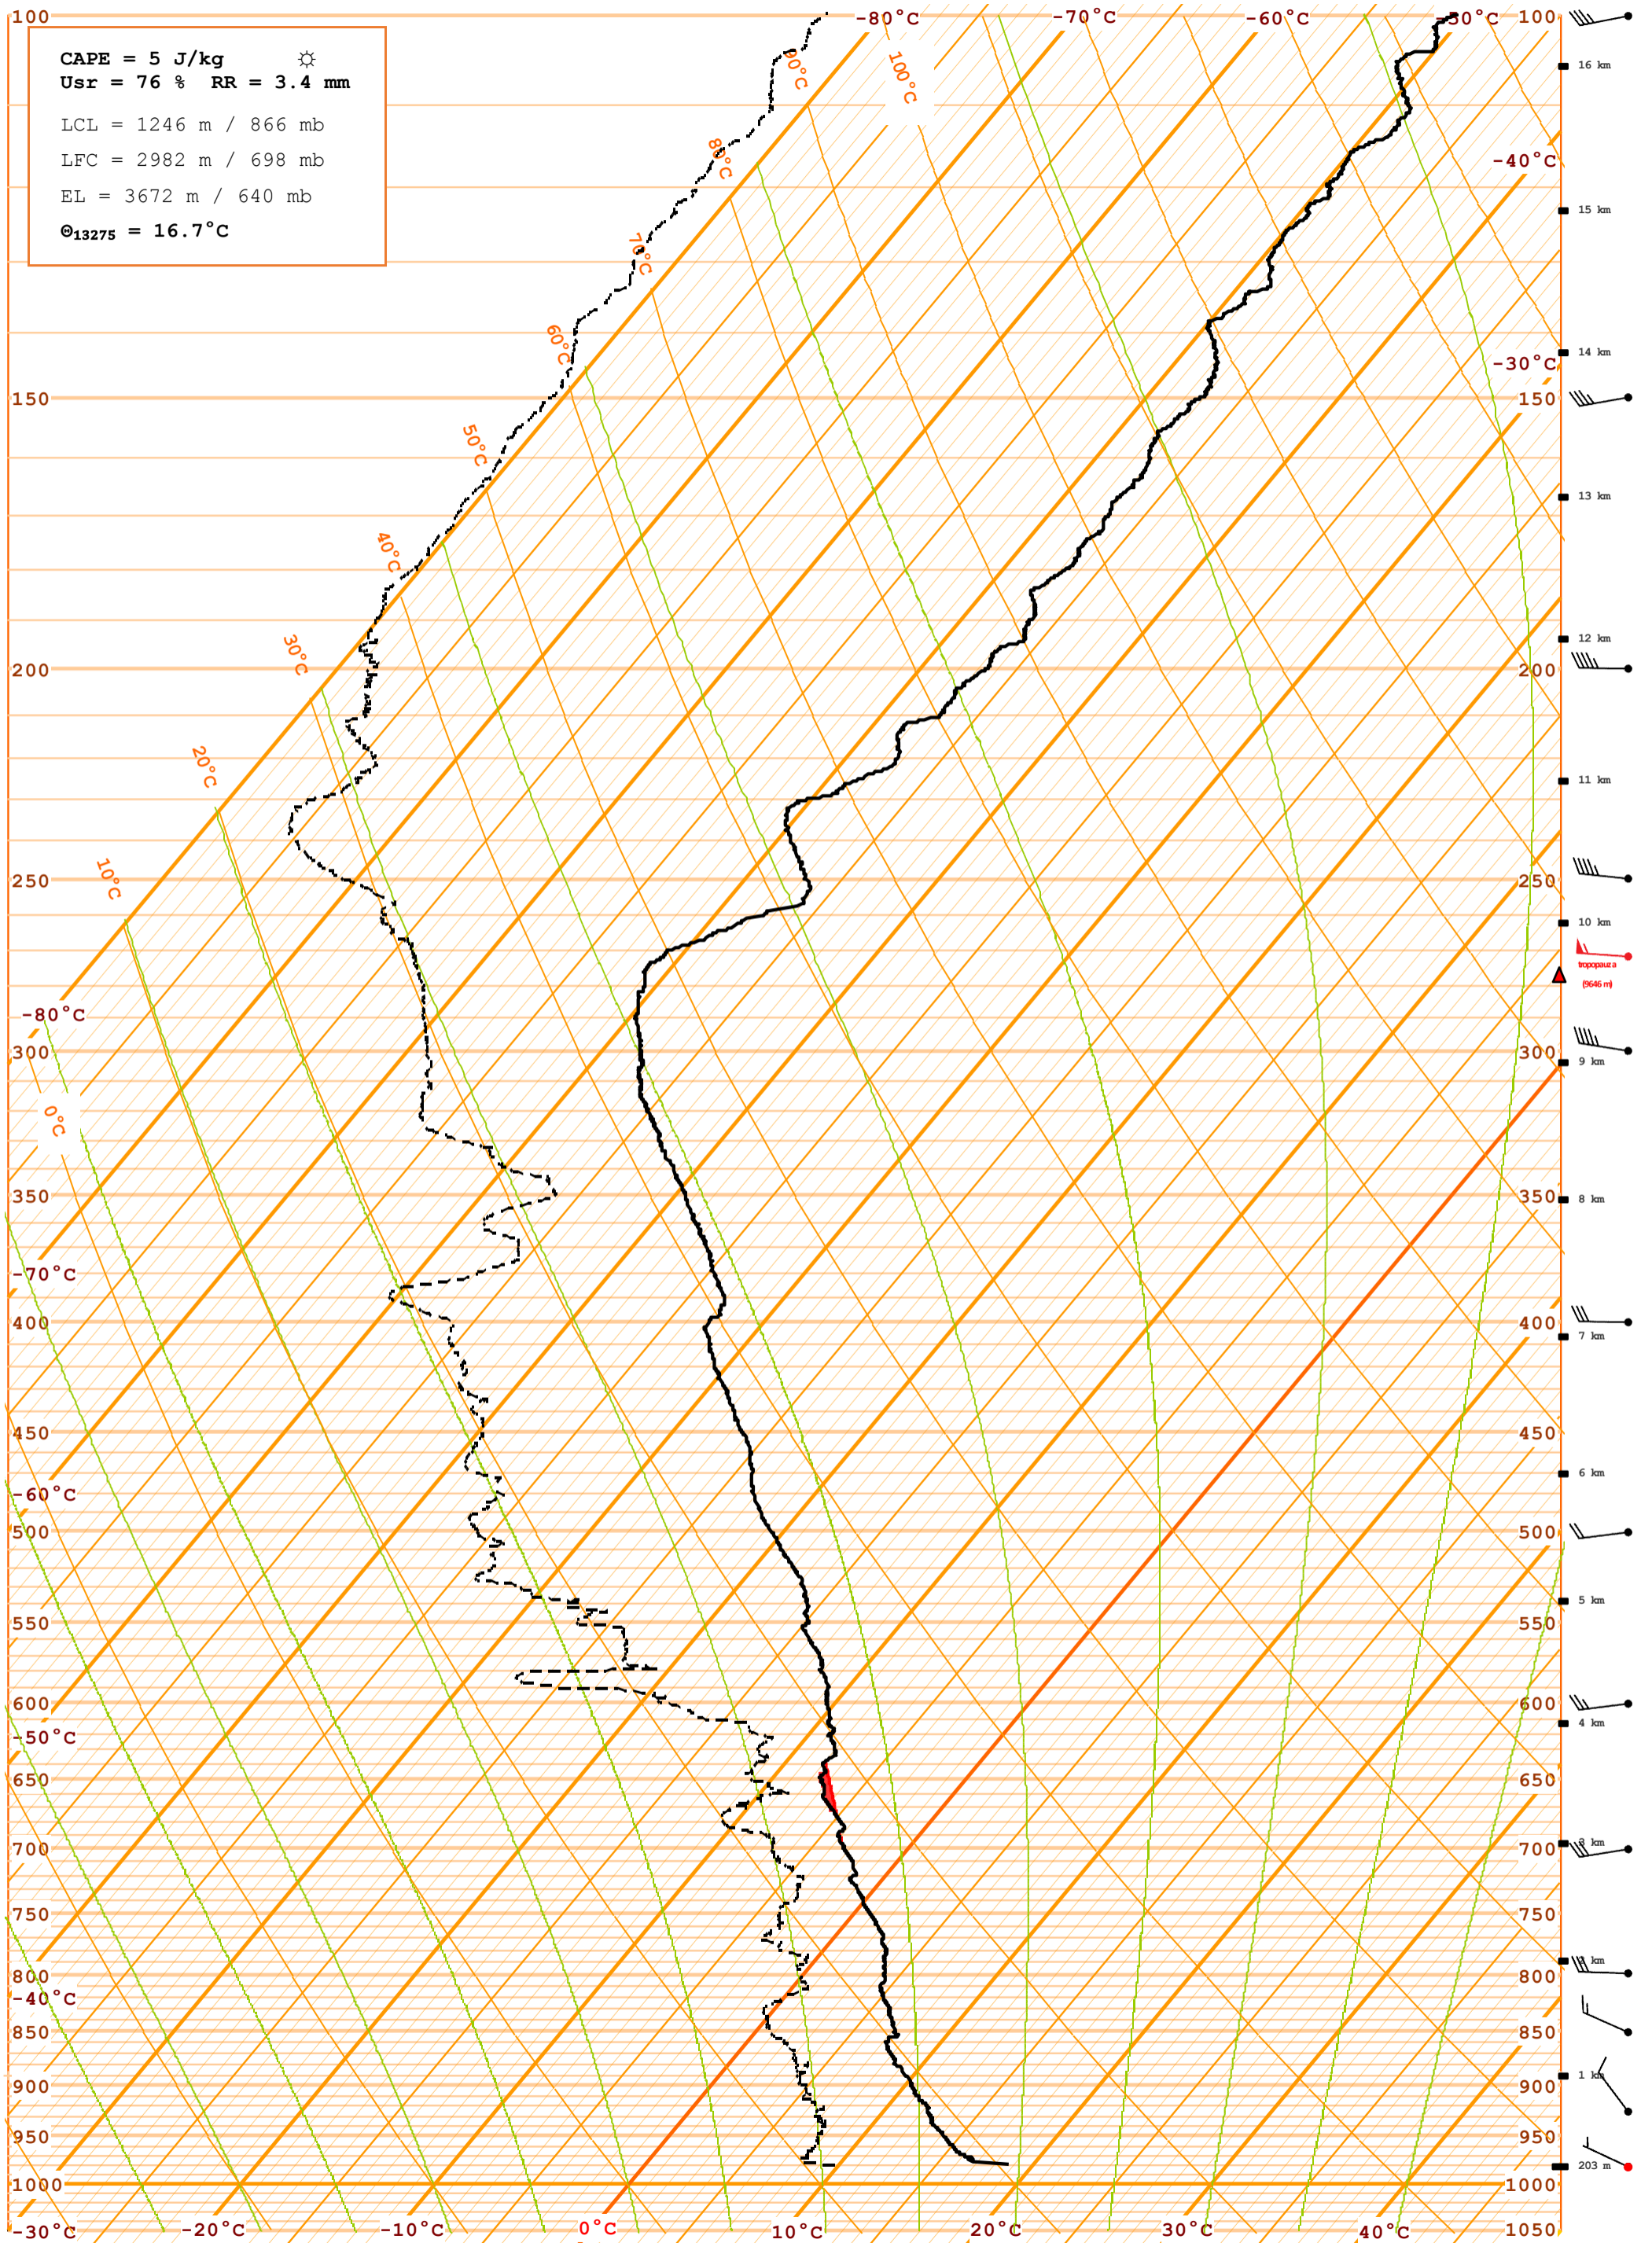 100 -80°C -70°C -60°C -50°C 100
CAPE = 5 J/kg ☼
Usr = 76 % RR = 3.4 mm
LCL = 1246 m / 866 mb
LFC = 2982 m / 698 mb
EL = 3672 m / 640 mb
Θ13275 = 16.7°C
90°C 100°C
16 km
80°C
-40°C
15 km
70°C
60°C
14 km
-30°C
150 150
50°C
13 km
40°C
12 km
30°C
200 200
20°C
11 km
10°C
250 250
10 km
tropopauza
(9646 m)
-80°C
300 300
9 km
0°C
350 350
8 km
-70°C
400 400
7 km
450 450
6 km
-60°C
500 500
5 km
550 550
600 600
4 km
-50°C
650 650
3 km
700 700
750 750
km
800 800
-40°C
850 850
1 km
900 900
950 950
203 m
1000 1000
-30°C -20°C -10°C 0°C 10°C 20°C 30°C 40°C 1050